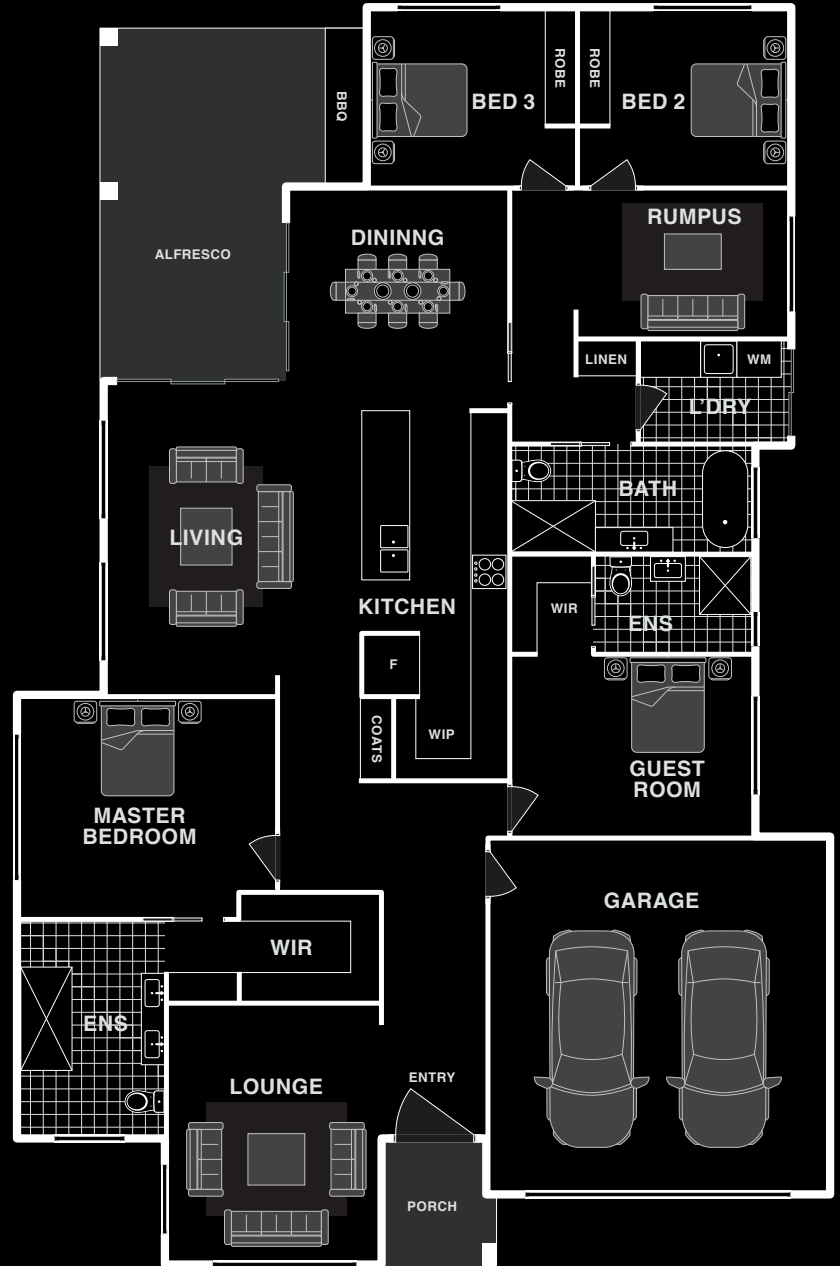 ROBE
ROBE
BBQ
BED 3
BED 2
RUMPUS
DININNG
ALFRESCO
LINEN
WM
L'DRY
BATH
LIVING
KITCHEN
WIR
ENS
F
COATS
WIP
GUEST
ROOM
MASTER
BEDROOM
GARAGE
WIR
ENS
LOUNGE
ENTRY
PORCH